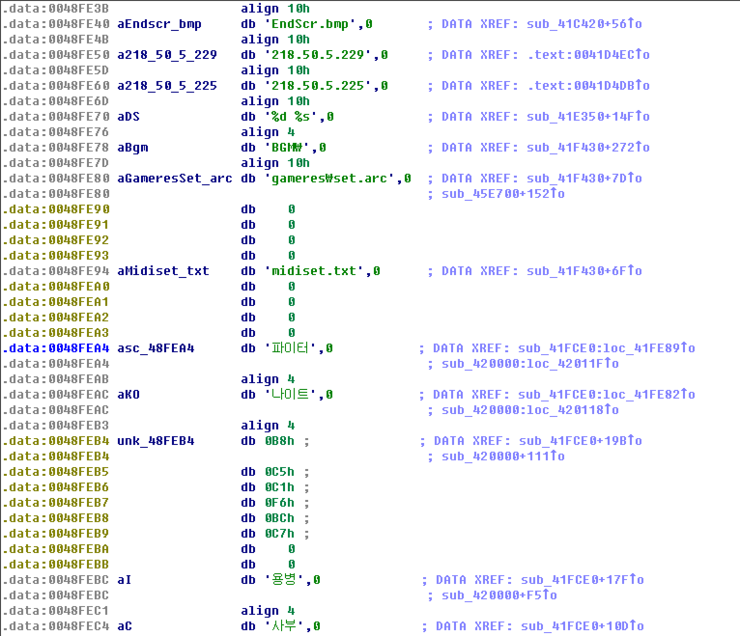 .data:0048FE3B align 10h
.data:0048FE40 aEndscr_bmp db 'EndScr.bmp',0 ; DATA XREF: sub_41C420+56↑o
.data:0048FE4B align 10h
.data:0048FE50 a218_50_5_229 db '218.50.5.229',0 ; DATA XREF: .text:0041D4EC↑o
.data:0048FE5D align 10h
.data:0048FE60 a218_50_5_225 db '218.50.5.225',0 ; DATA XREF: .text:0041D4DB↑o
.data:0048FE6D align 10h
.data:0048FE70 aDS db '%d %s',0 ; DATA XREF: sub_41E350+14F↑o
.data:0048FE76 align 4
.data:0048FE78 aBgm db 'BGM₩',0 ; DATA XREF: sub_41F430+272↑o
.data:0048FE7D align 10h
.data:0048FE80 aGameresSet_arc db 'gameres₩set.arc',0 ; DATA XREF: sub_41F430+7D↑o
.data:0048FE80 ; sub_45E700+152↑o
.data:0048FE90 db 0
.data:0048FE91 db 0
.data:0048FE92 db 0
.data:0048FE93 db 0
.data:0048FE94 aMidiset_txt db 'midiset.txt',0 ; DATA XREF: sub_41F430+6F↑o
.data:0048FEA0 db 0
.data:0048FEA1 db 0
.data:0048FEA2 db 0
.data:0048FEA3 db 0
.data:0048FEA4 asc_48FEA4 db '파이터',0 ; DATA XREF: sub_41FCE0:loc_41FE89↑o
.data:0048FEA4 ; sub_420000:loc_42011F↑o
.data:0048FEAB align 4
.data:0048FEAC aKO db '나이트',0 ; DATA XREF: sub_41FCE0:loc_41FE82↑o
.data:0048FEAC ; sub_420000:loc_420118↑o
.data:0048FEB3 align 4
.data:0048FEB4 unk_48FEB4 db 0B8h ; ; DATA XREF: sub_41FCE0+19B↑o
.data:0048FEB4 ; sub_420000+111↑o
.data:0048FEB5 db 0C5h ;
.data:0048FEB6 db 0C1h ;
.data:0048FEB7 db 0F6h ;
.data:0048FEB8 db 0BCh ;
.data:0048FEB9 db 0C7h ;
.data:0048FEBA db 0
.data:0048FEBB db 0
.data:0048FEBC aI db '용병',0 ; DATA XREF: sub_41FCE0+17F↑o
.data:0048FEBC ; sub_420000+F5↑o
.data:0048FEC1 align 4
.data:0048FEC4 aC db '사부',0 ; DATA XREF: sub_41FCE0+10D↑o